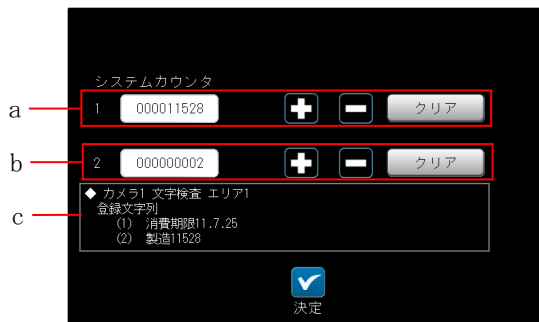 システムカウンタ
a 1 000011528 クリア
b 2 000000002 クリア
c
◆ カメラ1 文字検査 エリア1
登録文字列
(1) 消費期限11.7.25
(2) 製造11528
決定